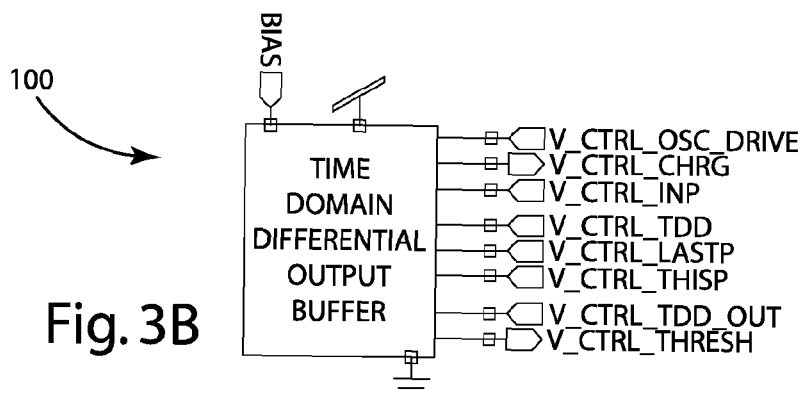 BIAS
100
TIME
DOMAIN
DIFFERENTIAL
OUTPUT
BUFFER
V_CTRL_OSC_DRIVE
V_CTRL_CHRG
V_CTRL_INP
V_CTRL_TDD
V_CTRL_LASTP
V_CTRL_THISP
V_CTRL_TDD_OUT
V_CTRL_THRESH
Fig. 3B